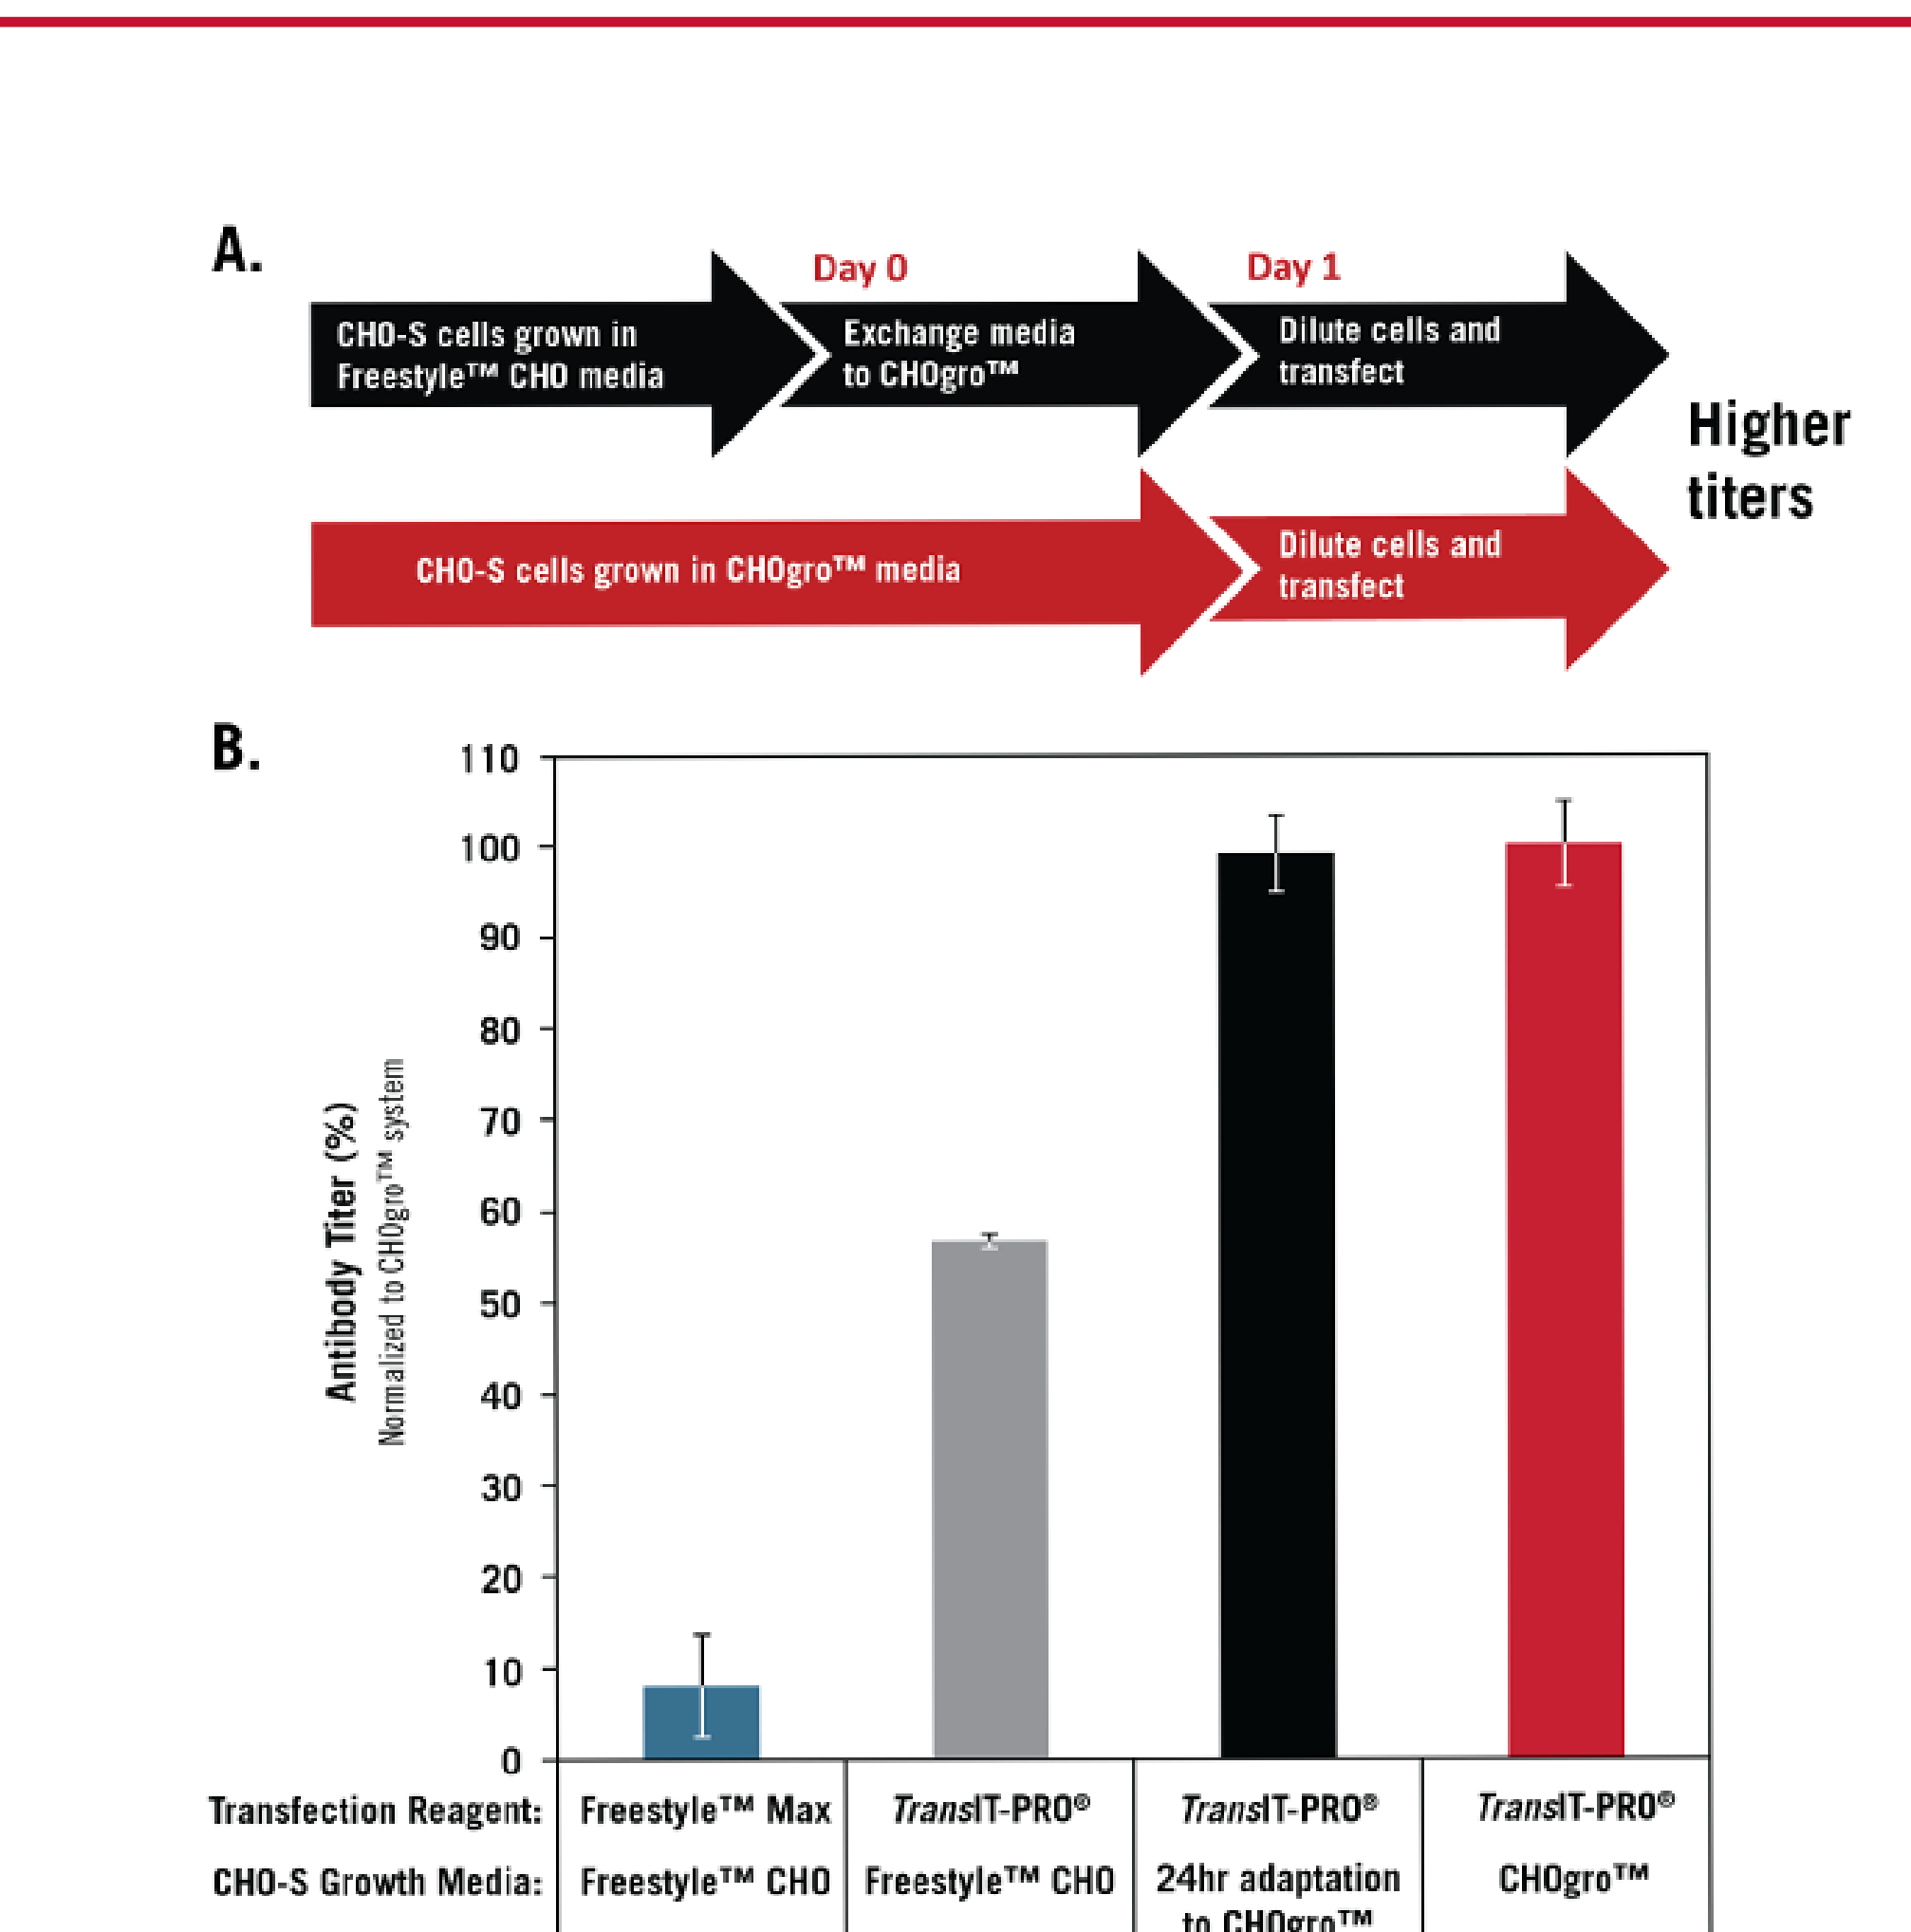 A.
Day 0
Day 1
CHO-S cells grown in
Freestyle™ CHO media
Exchange media
to CHOgro™
Dilute cells and
transfect
Higher
titers
CHO-S cells grown in CHOgro™ media
Dilute cells and
transfect
B.
110
100
90
80
70
60
50
40
30
20
10
0
Antibody Titer (%)
Normalized to CHOgro™ system
Transfection Reagent: Freestyle™ Max TransIT-PRO® TransIT-PRO® TransIT-PRO®
CHO-S Growth Media: Freestyle™ CHO Freestyle™ CHO 24hr adaptation CHOgro™
to CHOgro™